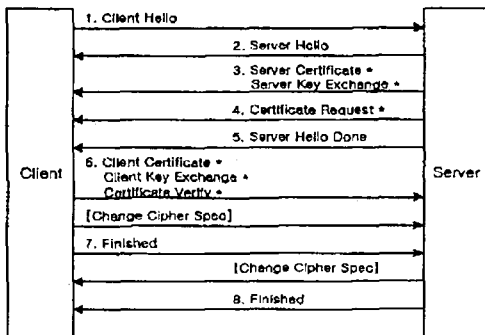 1. Client Hello
2. Server Hello
3. Server Certificate *
Server Key Exchange *
4. Certificate Request *
5. Server Hello Done
6. Client Certificate *
Client Key Exchange *
Certificate Verify *
Client
Server
[Change Cipher Spec]
7. Finished
[Change Cipher Spec]
8. Finished